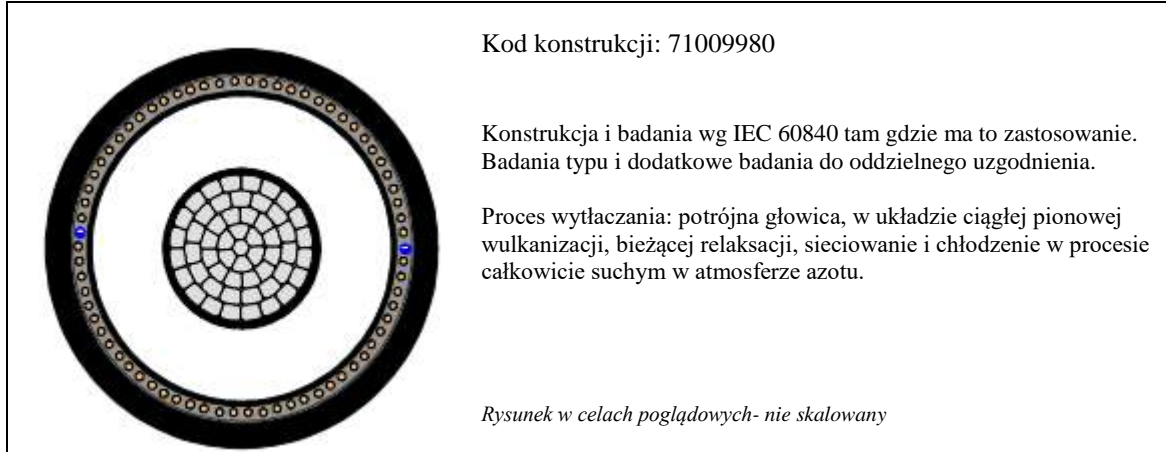 Kod konstrukcji: 71009980
Konstrukcja i badania wg IEC 60840 tam gdzie ma to zastosowanie.
Badania typu i dodatkowe badania do oddzielnego uzgodnienia.
Proces wytłaczania: potrójna głowica, w układzie ciągłej pionowej
wulkanizacji, bieżącej relaksacji, sieciowanie i chłodzenie w procesie
całkowicie suchym w atmosferze azotu.
Rysunek w celach poglądowych- nie skalowany